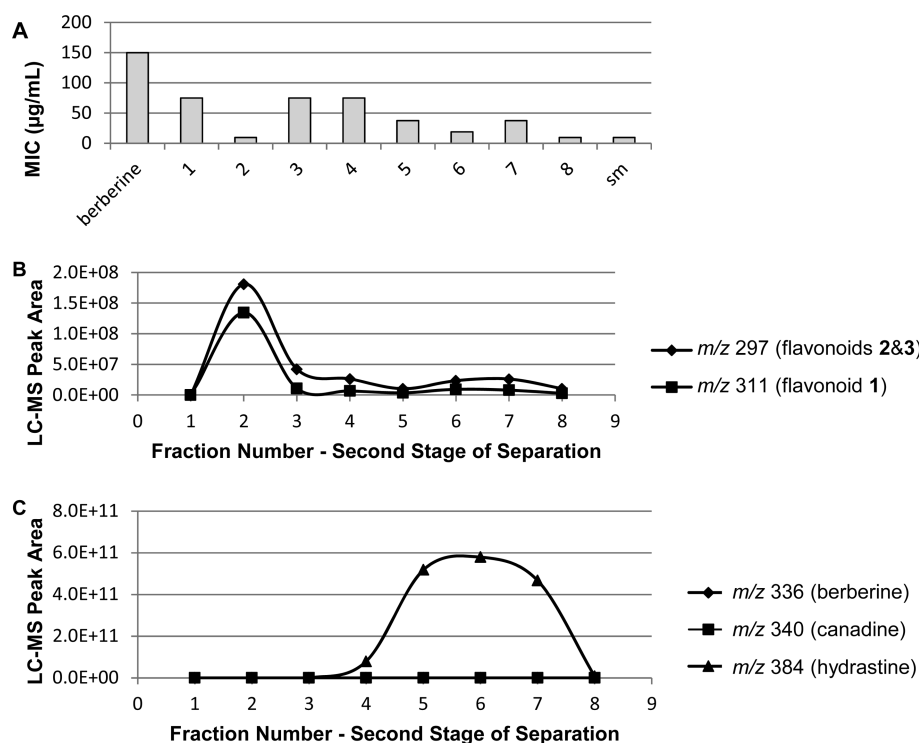 A
MIC (µg/mL)
200
150
100
50
0
berberine
1
2
3
4
5
6
7
8
sm
B
LC-MS Peak Area
2.0E+08
1.5E+08
1.0E+08
5.0E+07
0.0E+00
0 1 2 3 4 5 6 7 8 9
Fraction Number - Second Stage of Separation
m/z 297 (flavonoids 2&3)
m/z 311 (flavonoid 1)
C
LC-MS Peak Area
8.0E+11
6.0E+11
4.0E+11
2.0E+11
0.0E+00
0 1 2 3 4 5 6 7 8 9
Fraction Number - Second Stage of Separation
m/z 336 (berberine)
m/z 340 (canadine)
m/z 384 (hydrastine)